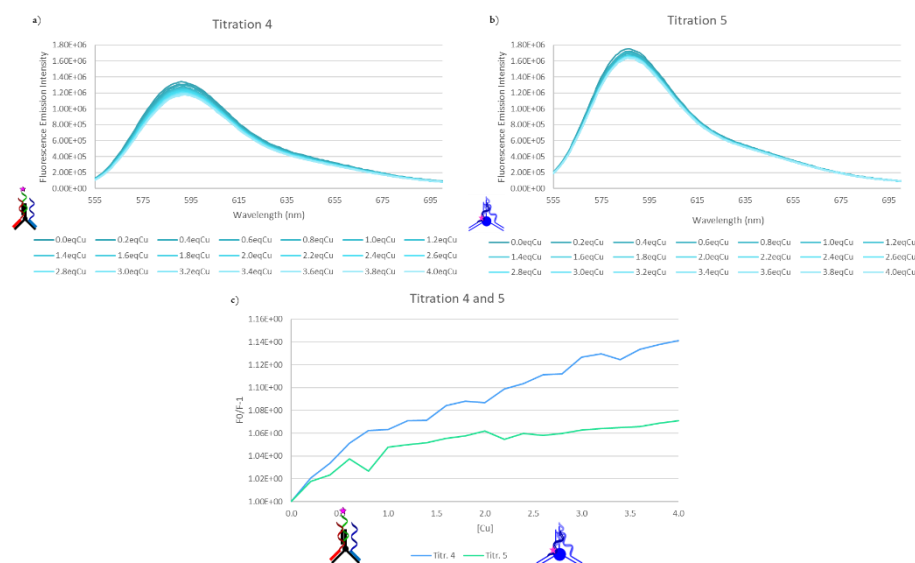 a)
Titration 4
Fluorescence Emission Intensity
1.80E+06
1.60E+06
1.40E+06
1.20E+06
1.00E+06
8.00E+05
6.00E+05
4.00E+05
2.00E+05
0.00E+00
555 575 595 615 635 655 675 695
Wavelength (nm)
0.0eqCu 0.2eqCu 0.4eqCu 0.6eqCu 0.8eqCu 1.0eqCu 1.2eqCu
1.4eqCu 1.6eqCu 1.8eqCu 2.0eqCu 2.2eqCu 2.4eqCu 2.6eqCu
2.8eqCu 3.0eqCu 3.2eqCu 3.4eqCu 3.6eqCu 3.8eqCu 4.0eqCu
b)
Titration 5
Fluorescence Emission Intensity
1.80E+06
1.60E+06
1.40E+06
1.20E+06
1.00E+06
8.00E+05
6.00E+05
4.00E+05
2.00E+05
0.00E+00
555 575 595 615 635 655 675 695
Wavelength (nm)
0.0eqCu 0.2eqCu 0.4eqCu 0.6eqCu 0.8eqCu 1.0eqCu 1.2eqCu
1.4eqCu 1.6eqCu 1.8eqCu 2.0eqCu 2.2eqCu 2.4eqCu 2.6eqCu
2.8eqCu 3.0eqCu 3.2eqCu 3.4eqCu 3.6eqCu 3.8eqCu 4.0eqCu
c)
Titration 4 and 5
F0/F-1
1.16E+00
1.14E+00
1.12E+00
1.10E+00
1.08E+00
1.06E+00
1.04E+00
1.02E+00
1.00E+00
0.0 1.0 1.5 2.0 2.5 3.0 3.5 4.0
[Cu]
Titr. 4 Titr. 5